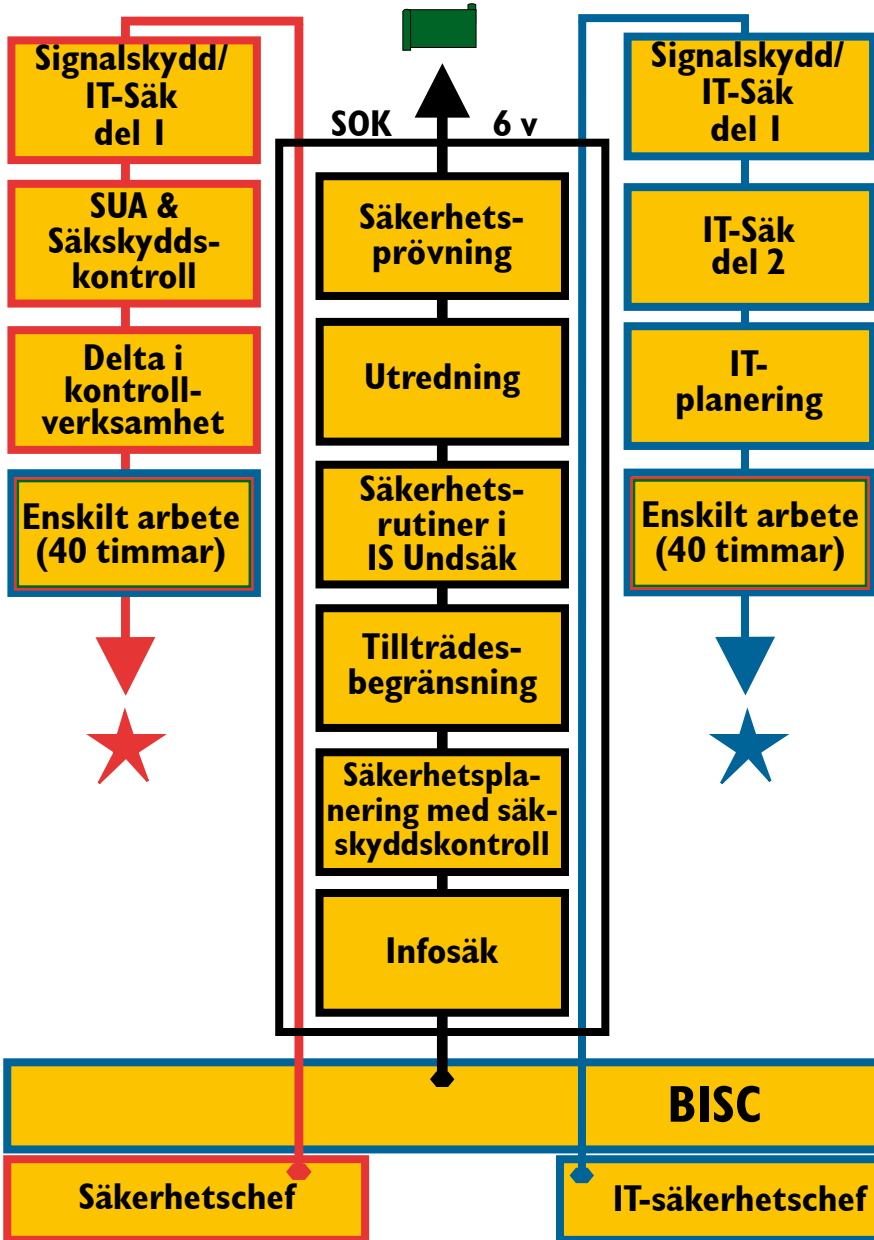 Signalskydd/
IT-Säk
del 1
SUA &
Säkskydds-
kontroll
Delta i
kontroll-
verksamhet
Enskilt arbete
(40 timmar)
SOK 6 v
Säkerhets-
prövning
Utredning
Säkerhets-
rutiner i
IS Undsäk
Tillträdes-
begränsning
Säkerhetspla-
nering med säk-
skyddskontroll
Infosäk
Signalskydd/
IT-Säk
del 1
IT-Säk
del 2
IT-
planering
Enskilt arbete
(40 timmar)
BISC
Säkerhetschef
IT-säkerhetschef